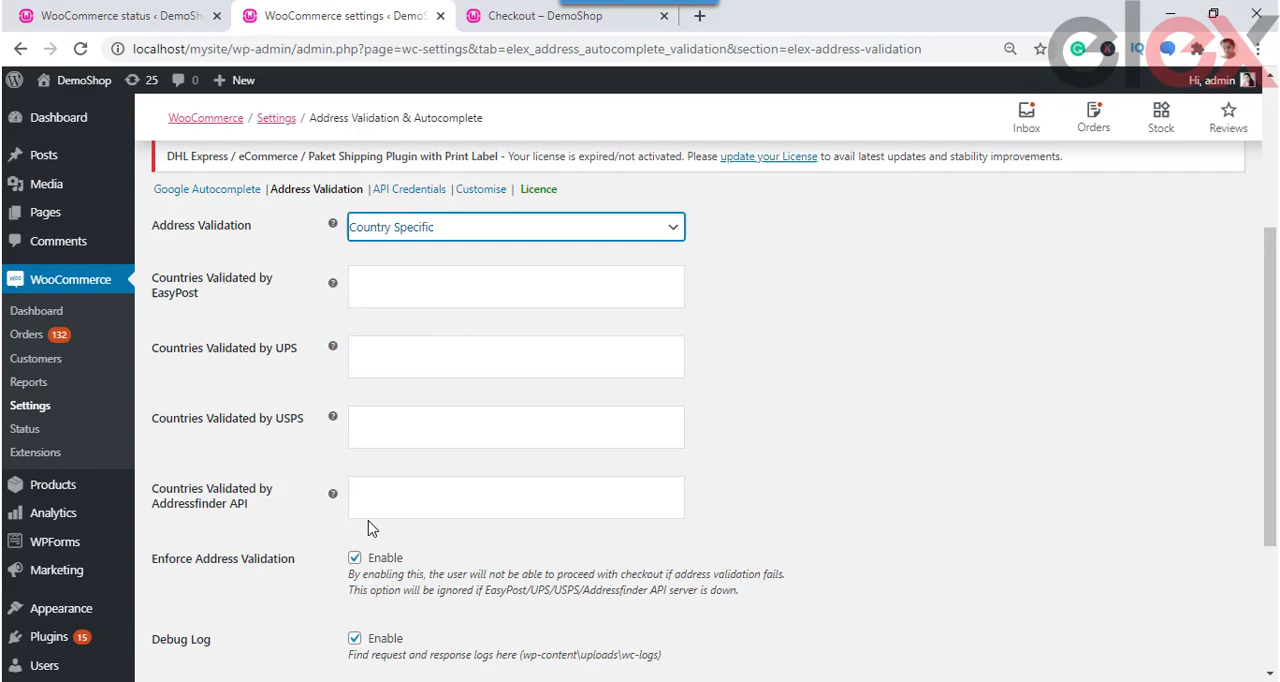 WooCommerce status ‹ DemoSh
WooCommerce settings ‹ DemoS
Checkout – DemoShop
localhost/mysite/wp-admin/admin.php?page=wc-settings&tab=elex_address_autocomplete_validation&section=elex-address-validation
IQ
elex
DemoShop 25 0 New
Hi, admin
Dashboard
Posts
Media
Pages
Comments
WooCommerce
Dashboard
Orders 132
Customers
Reports
Settings
Status
Extensions
Products
Analytics
WPForms
Marketing
Appearance
Plugins 15
Users
WooCommerce / Settings / Address Validation & Autocomplete
Inbox
Orders
Stock
Reviews
DHL Express / eCommerce / Paket Shipping Plugin with Print Label - Your license is expired/not activated. Please update your License to avail latest updates and stability improvements.
Google Autocomplete | Address Validation | API Credentials | Customise | Licence
Address Validation
Country Specific
Countries Validated by
EasyPost
Countries Validated by UPS
Countries Validated by USPS
Countries Validated by
Addressfinder API
Enforce Address Validation
Enable
By enabling this, the user will not be able to proceed with checkout if address validation fails.
This option will be ignored if EasyPost/UPS/USPS/Addressfinder API server is down.
Debug Log
Enable
Find request and response logs here (wp-content\uploads\wc-logs)